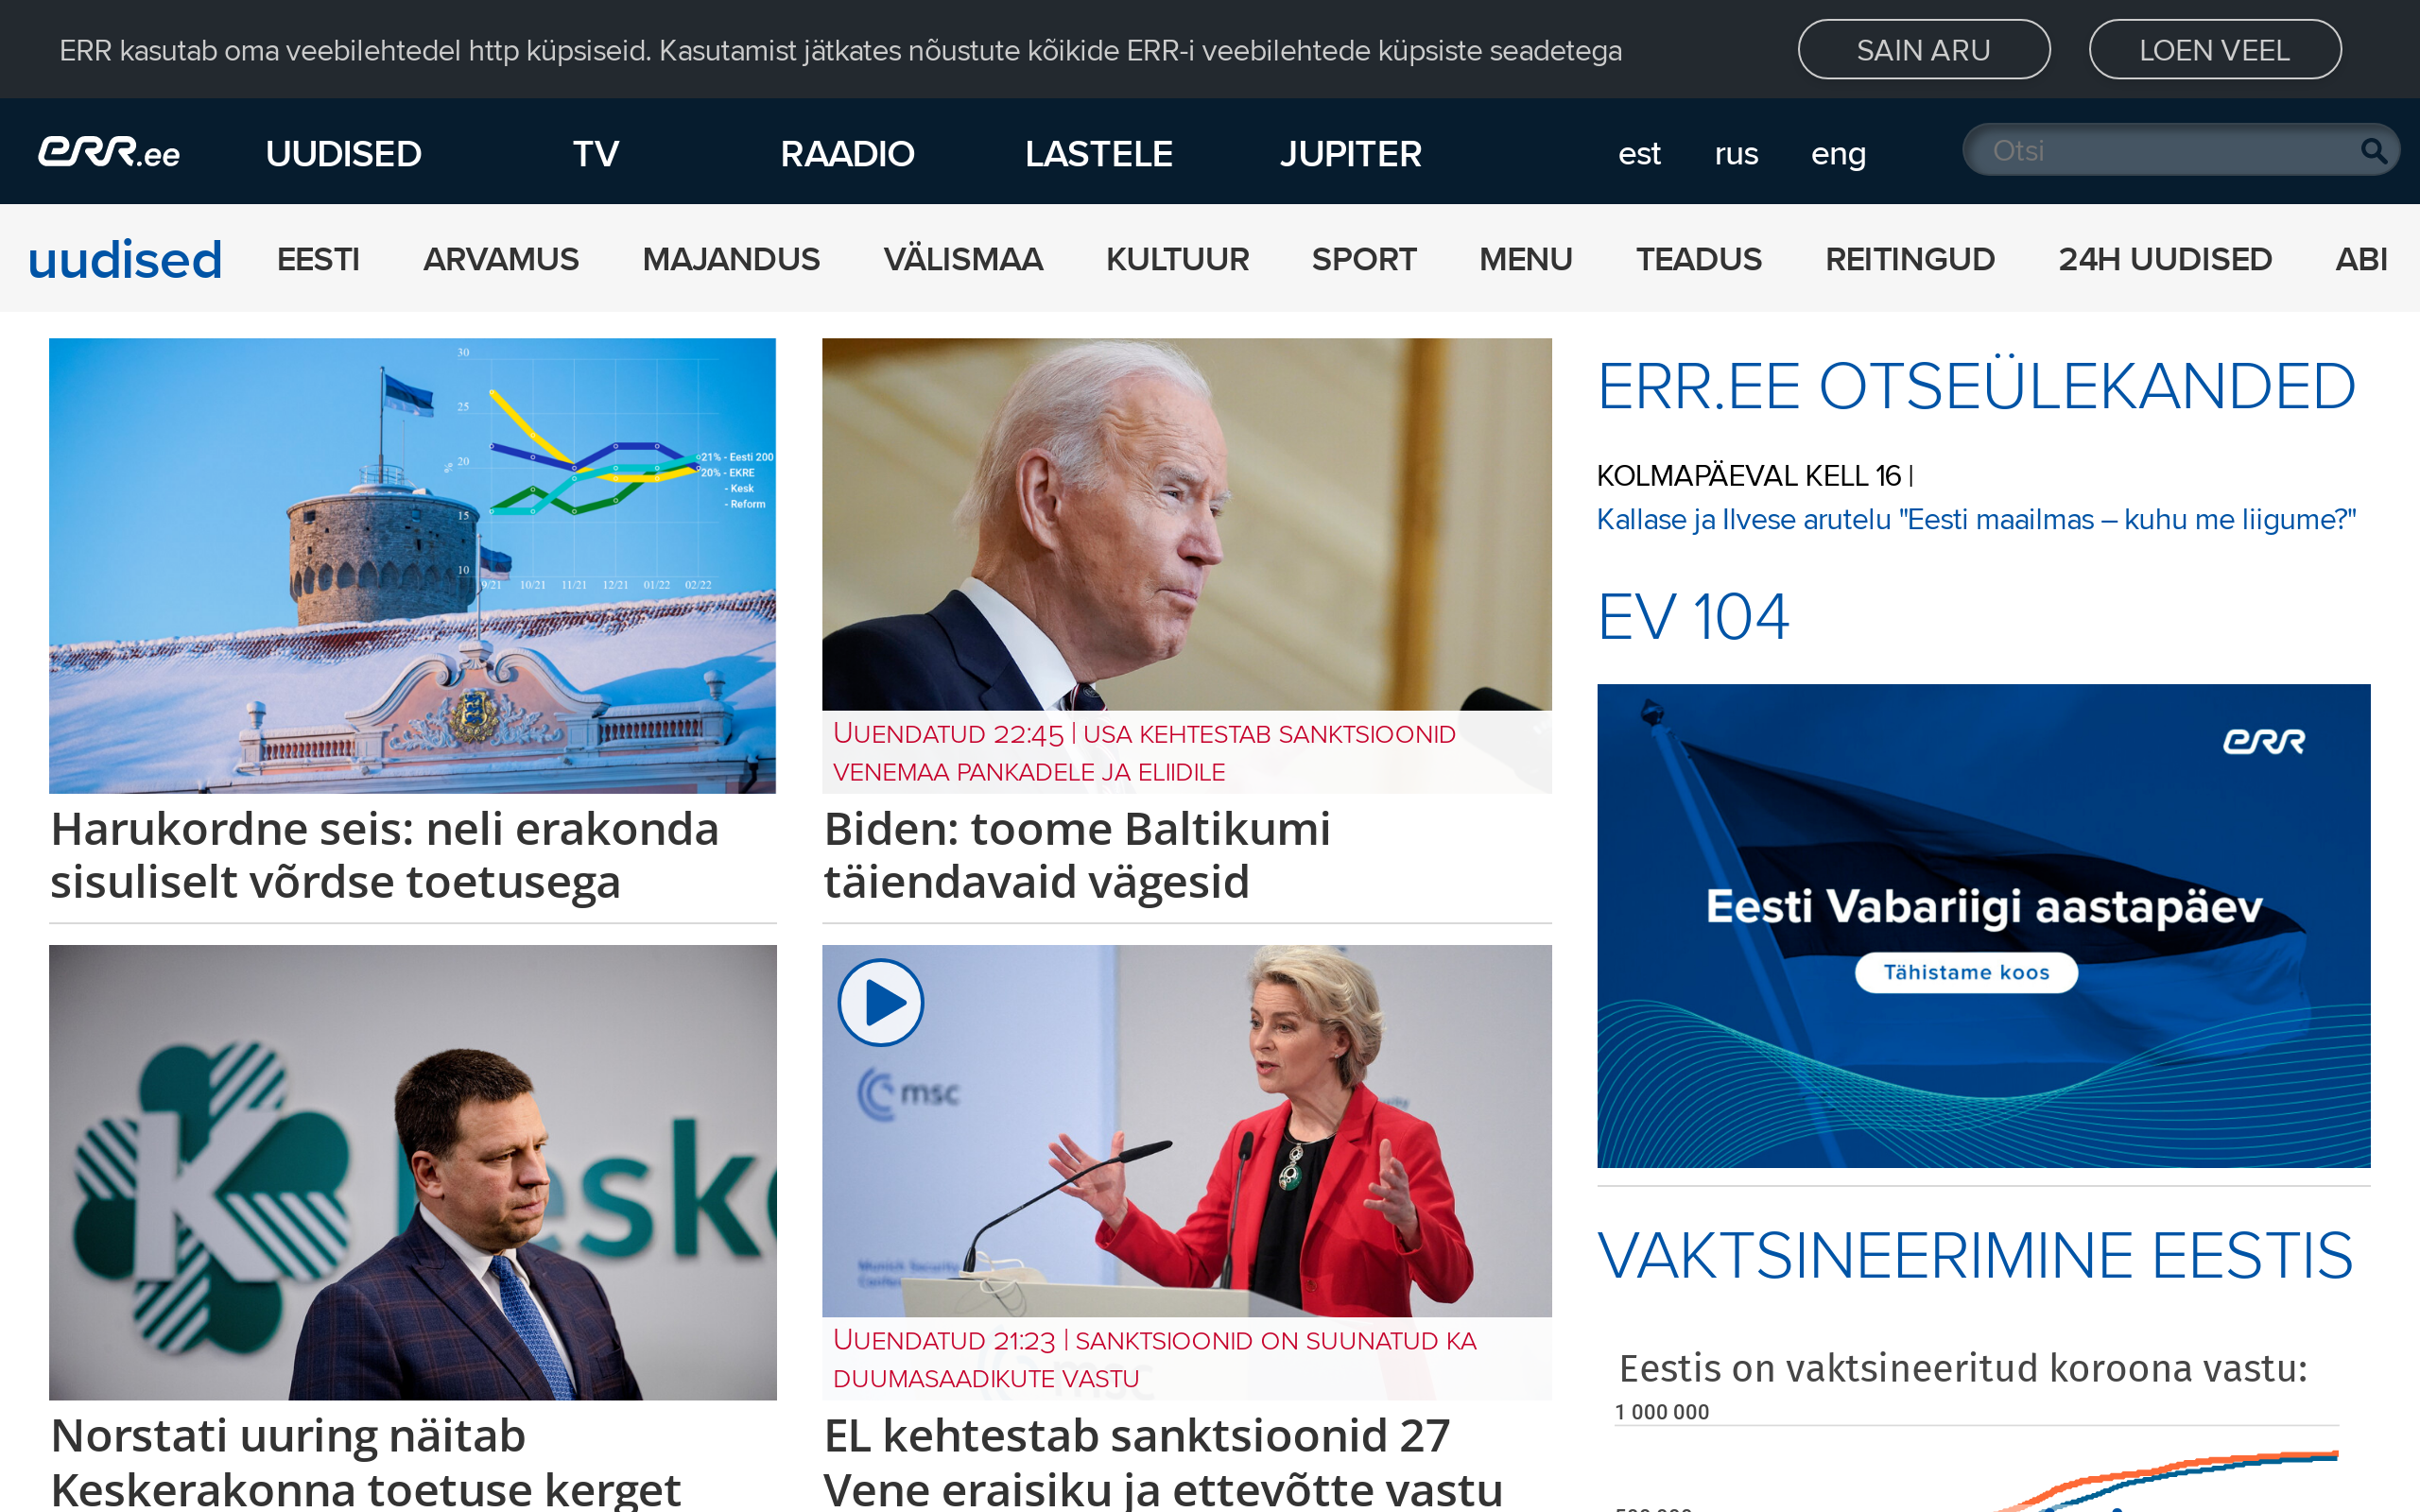 ERR kasutab oma veebilehtedel http küpsiseid. Kasutamist jätkates nõustute kõikide ERR-i veebilehtede küpsiste seadetega
SAIN ARU
LOEN VEEL
err.ee
UUDISED
TV
RAADIO
LASTELE
JUPITER
est
rus
eng
Otsi
uudised
EESTI
ARVAMUS
MAJANDUS
VÄLISMAA
KULTUUR
SPORT
MENU
TEADUS
REITINGUD
24H UUDISED
ABI
30
25
%
20
15
10
9/21 10/21 11/21 12/21 01/22 02/22
21% - Eesti 200
20% - EKRE
- Kesk
- Reform
Harukordne seis: neli erakonda
sisuliselt võrdse toetusega
UUENDATUD 22:45 | USA KEHTESTAB SANKTSIOONID
VENEMAA PANKADELE JA ELIIDILE
Biden: toome Baltikumi
täiendavaid vägesid
K
Norstati uuring näitab
Keskerakonna toetuse kerget
msc
Munich Security
UUENDATUD 21:23 | SANKTSIOONID ON SUUNATUD KA
DUUMASAADIKUTE VASTU
EL kehtestab sanktsioonid 27
Vene eraisiku ja ettevõtte vastu
ERR.EE OTSEÜLEKANDED
KOLMAPÄEVAL KELL 16 |
Kallase ja Ilvese arutelu "Eesti maailmas – kuhu me liigume?"
EV 104
err
Eesti Vabariigi aastapäev
Tähistame koos
VAKTSINEERIMINE EESTIS
Eestis on vaktsineeritud koroona vastu:
1 000 000